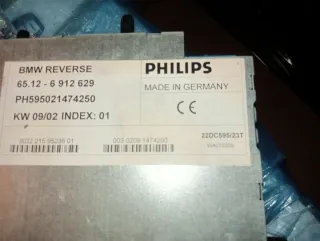 BMW REVERSE
65.12 - 6 912 629
PH595021474250
KW 09/02 INDEX: 01
PHILIPS
MADE IN GERMANY
CE
22DC595/23T